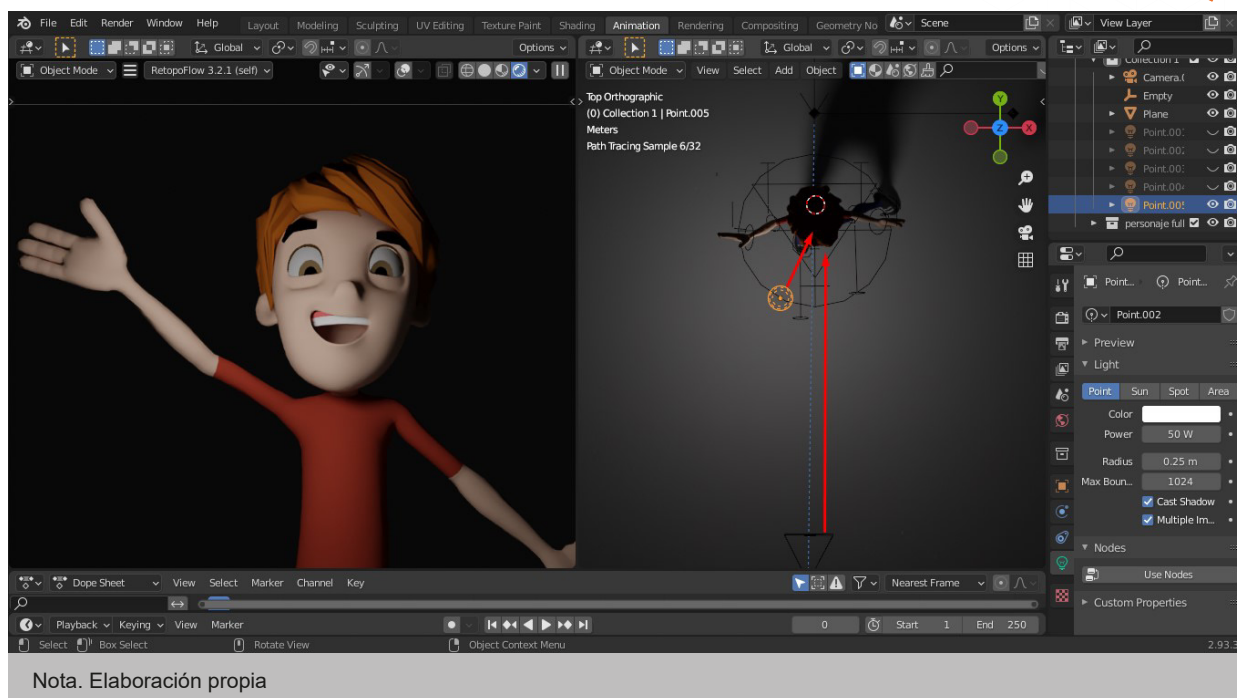 File Edit Render Window Help Layout Modeling Sculpting UV Editing Texture Paint Shading Animation Rendering Compositing Geometry No Scene View Layer
Global Options Global Options
Object Mode RetopoFlow 3.2.1 (self) Object Mode View Select Add Object
Top Orthographic
(0) Collection 1 | Point.005
Meters
Path Tracing Sample 6/32
Y
Z
X
Collection 1
Camera.(
Empty
Plane
Point.00
Point.00
Point.00
Point.00
Point.005
personaje full
Point... Point...
Point.002
Preview
Light
Point Sun Spot Area
Color
Power 50 W
Radius 0.25 m
Max Boun... 1024
Cast Shadow
Multiple Im...
Nodes
Use Nodes
Custom Properties
Dope Sheet View Select Marker Channel Key Nearest Frame
Playback Keying View Marker 0 Start 1 End 250
Select Box Select Rotate View Object Context Menu 2.93.3
Nota. Elaboración propia